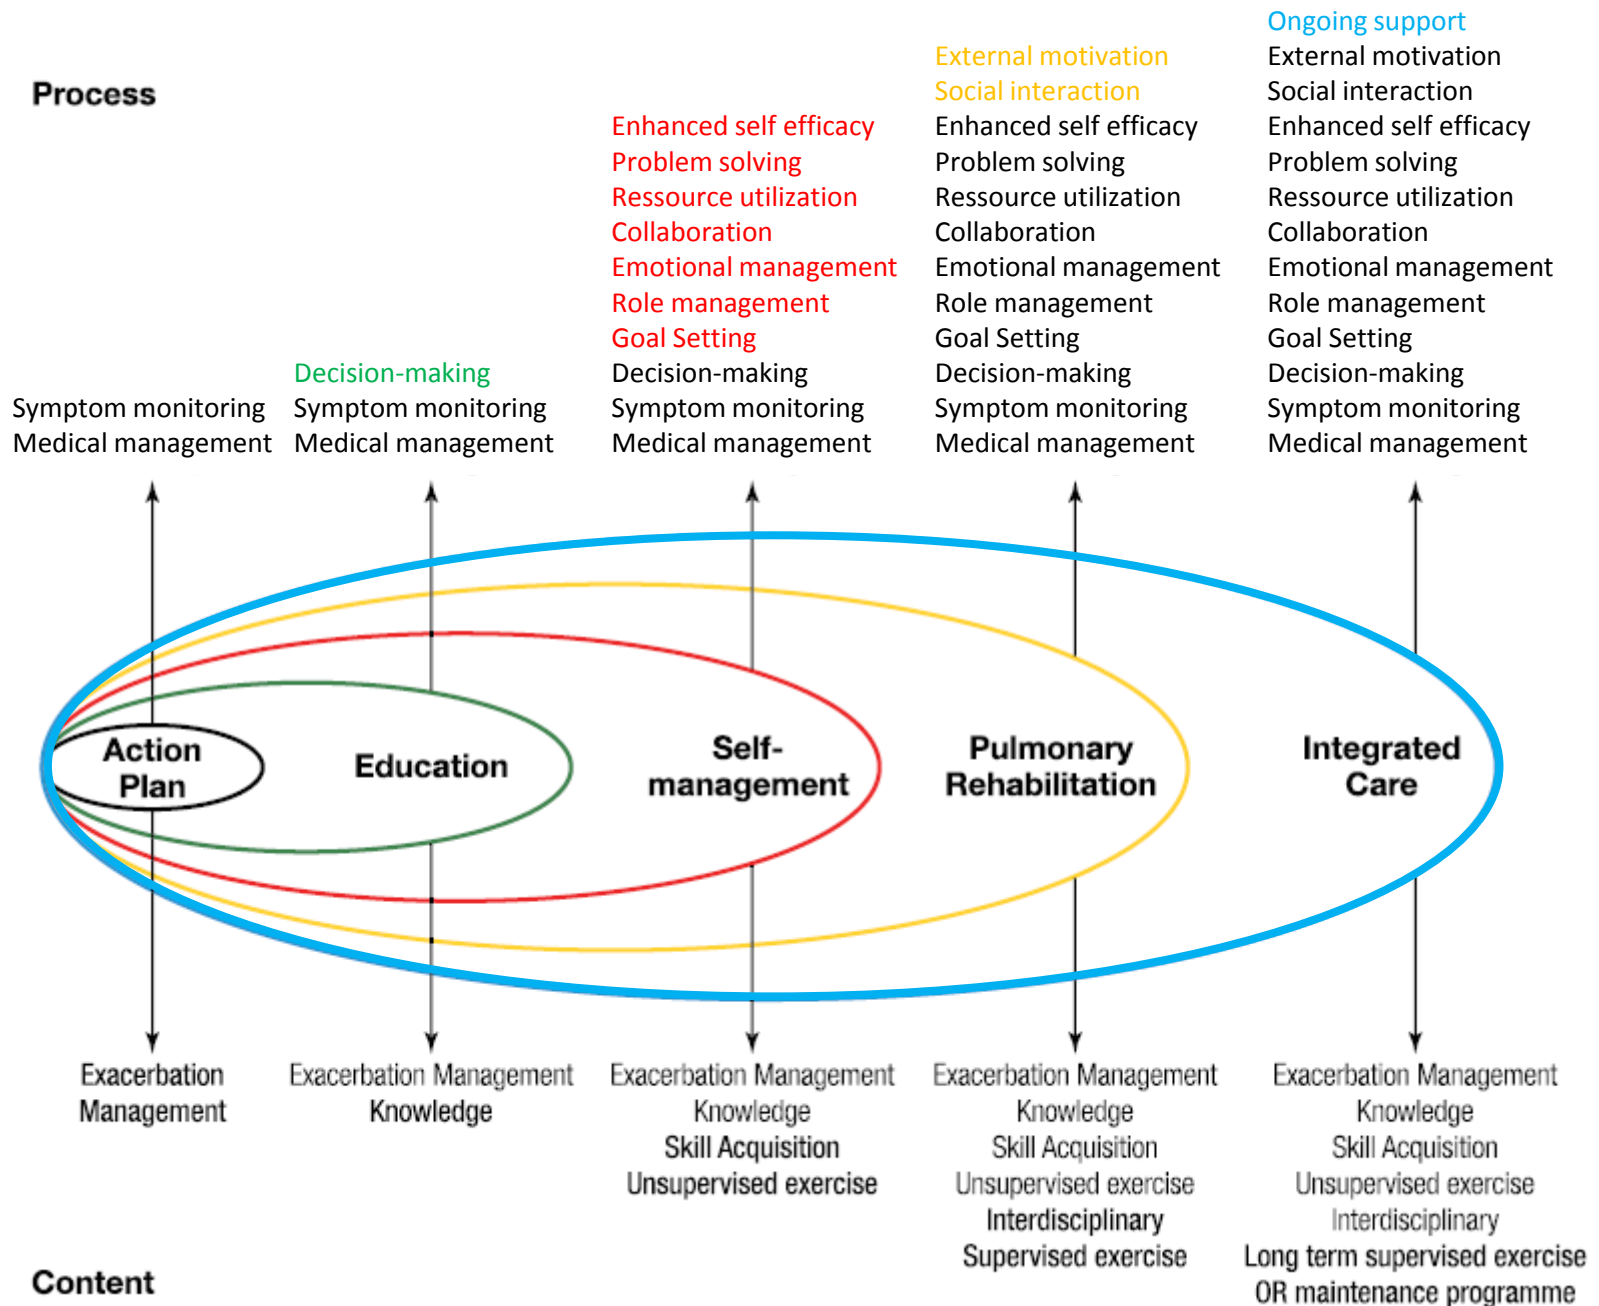 Process
Symptom monitoring
Medical management
Decision-making
Symptom monitoring
Medical management
Enhanced self efficacy
Problem solving
Ressource utilization
Collaboration
Emotional management
Role management
Goal Setting
Decision-making
Symptom monitoring
Medical management
External motivation
Social interaction
Enhanced self efficacy
Problem solving
Ressource utilization
Collaboration
Emotional management
Role management
Goal Setting
Decision-making
Symptom monitoring
Medical management
Ongoing support
External motivation
Social interaction
Enhanced self efficacy
Problem solving
Ressource utilization
Collaboration
Emotional management
Role management
Goal Setting
Decision-making
Symptom monitoring
Medical management
Action
Plan
Education
Self-
management
Pulmonary
Rehabilitation
Integrated
Care
Exacerbation
Management
Exacerbation Management
Knowledge
Exacerbation Management
Knowledge
Skill Acquisition
Unsupervised exercise
Exacerbation Management
Knowledge
Skill Acquisition
Unsupervised exercise
Interdisciplinary
Supervised exercise
Exacerbation Management
Knowledge
Skill Acquisition
Unsupervised exercise
Interdisciplinary
Long term supervised exercise
OR maintenance programme
Content